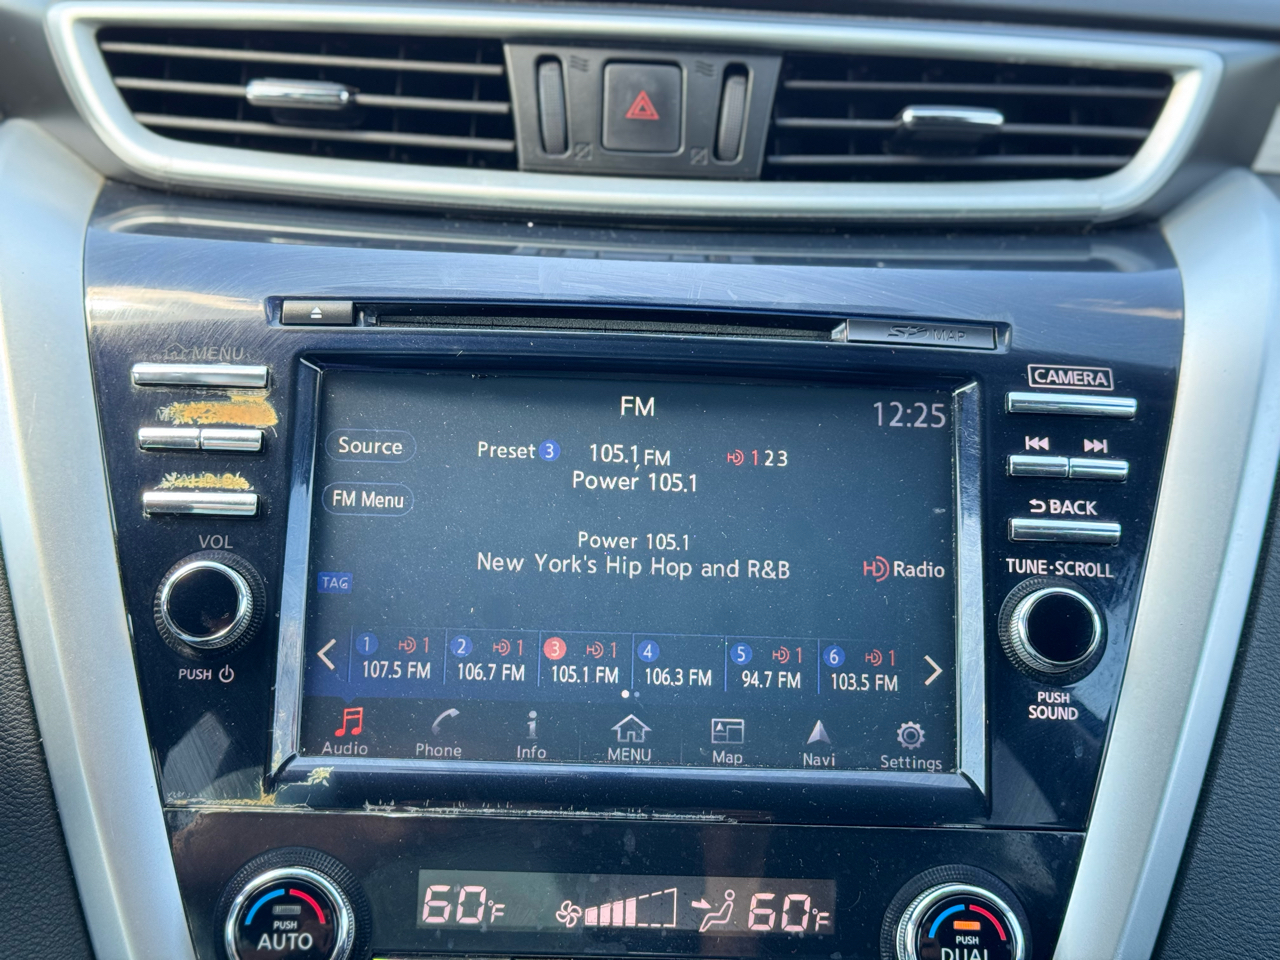 SD MAP
MENU
CAMERA
FM
12:25
Source
Preset 3
105.1 FM
HD 1 2 3
Power 105.1
FM Menu
BACK
VOL
Power 105.1
New York's Hip Hop and R&B
HD Radio
TUNE·SCROLL
TAG
PUSH
1 HD 1
107.5 FM
2 HD 1
106.7 FM
3 HD 1
105.1 FM
4
106.3 FM
5 HD 1
94.7 FM
6 HD 1
103.5 FM
PUSH
SOUND
Audio
Phone
Info
MENU
Map
Navi
Settings
PUSH
AUTO
60°F
60°F
PUSH
DUAL